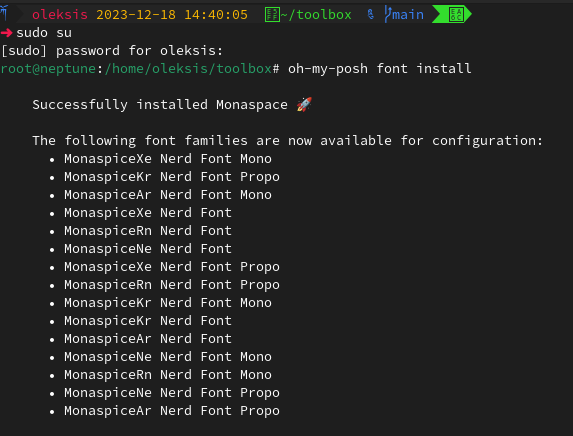 oleksis 2023-12-18 14:40:05 ~/toolbox main
➜ sudo su
[sudo] password for oleksis:
root@neptune:/home/oleksis/toolbox# oh-my-posh font install
Successfully installed Monaspace 🚀
The following font families are now available for configuration:
• MonaspiceXe Nerd Font Mono
• MonaspiceKr Nerd Font Propo
• MonaspiceAr Nerd Font Mono
• MonaspiceXe Nerd Font
• MonaspiceRn Nerd Font
• MonaspiceNe Nerd Font
• MonaspiceXe Nerd Font Propo
• MonaspiceRn Nerd Font Propo
• MonaspiceKr Nerd Font Mono
• MonaspiceKr Nerd Font
• MonaspiceAr Nerd Font
• MonaspiceNe Nerd Font Mono
• MonaspiceRn Nerd Font Mono
• MonaspiceNe Nerd Font Propo
• MonaspiceAr Nerd Font Propo